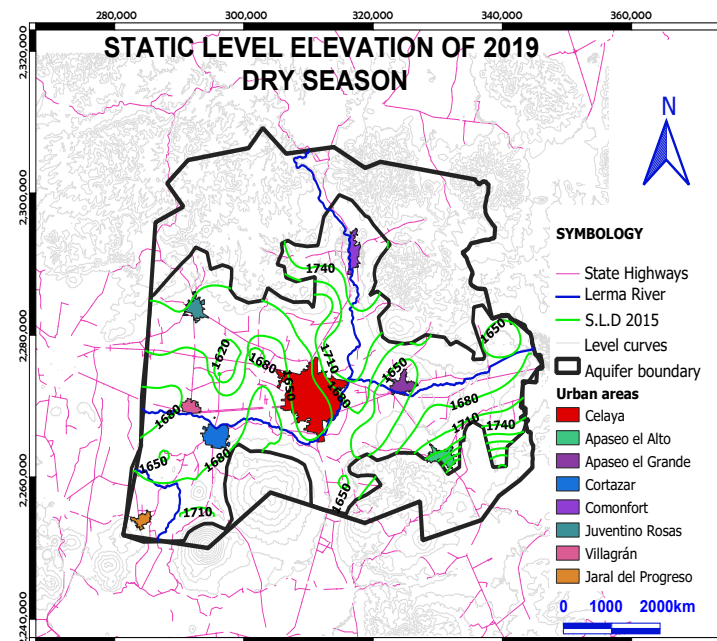 280,000 300,000 320,000 340,000 360,000
2,320,000
2,300,000
2,280,000
2,260,000
2,240,000
STATIC LEVEL ELEVATION OF 2019
DRY SEASON
N
1740
1650
1620
1680
1650
1710
1680
1650
1680
1710
1740
1680
1650
1680
1710
1650
SYMBOLOGY
State Highways
Lerma River
S.L.D 2015
Level curves
Aquifer boundary
Urban areas
Celaya
Apaseo el Alto
Apaseo el Grande
Cortazar
Comonfort
Juventino Rosas
Villagrán
Jaral del Progreso
0 1000 2000km